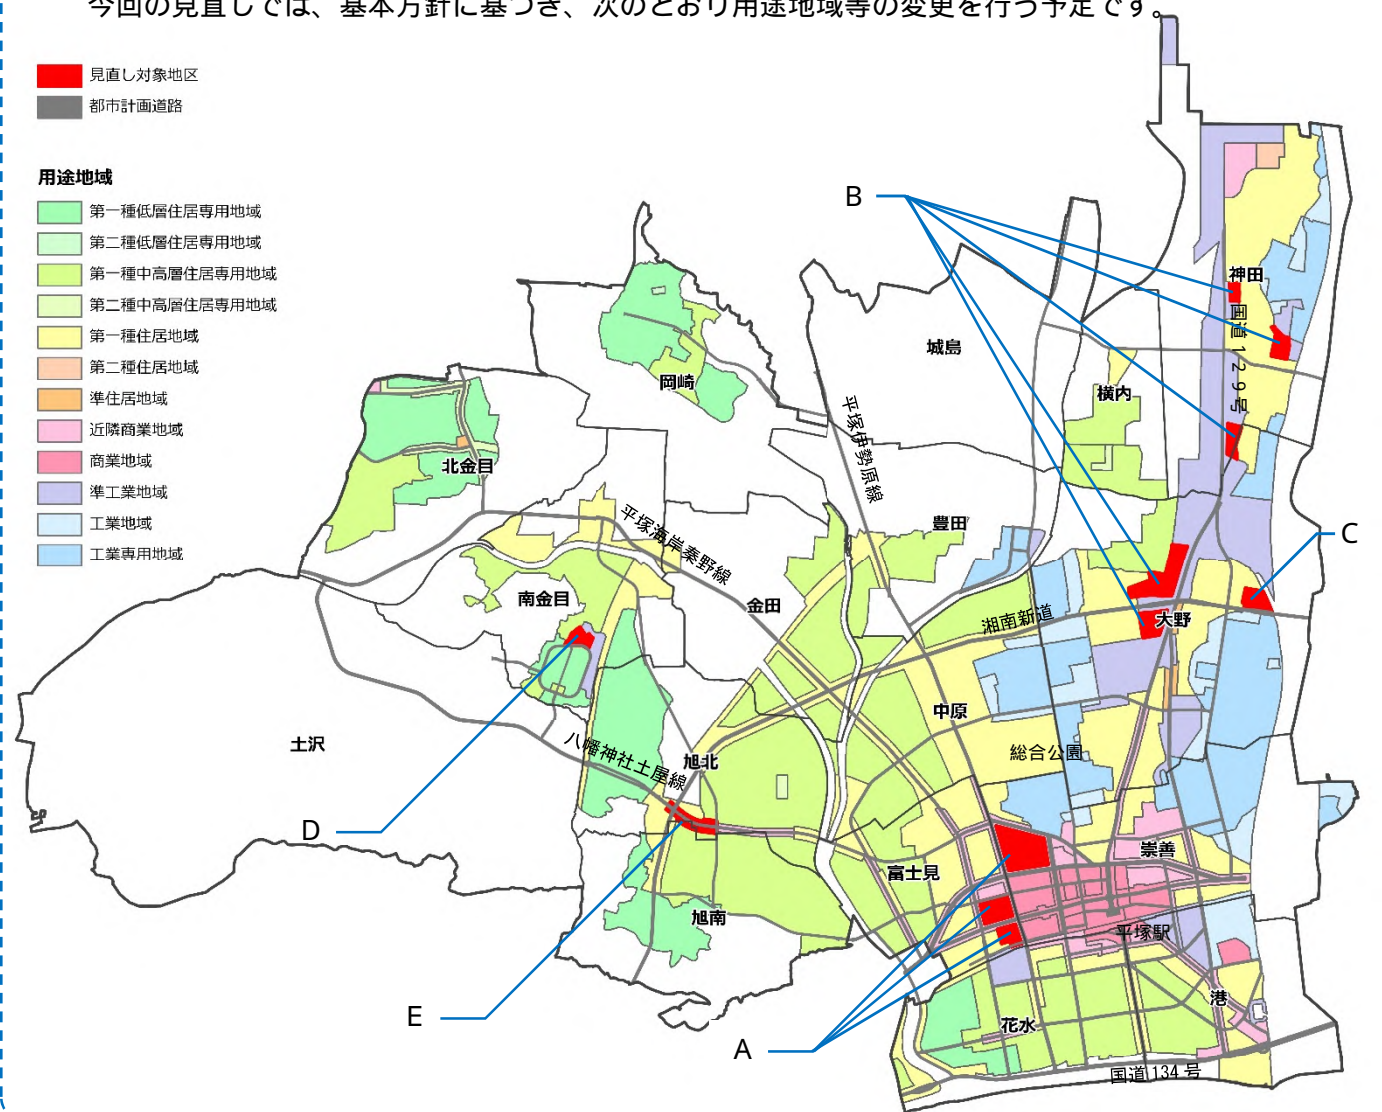 今回の見直しでは、基本方針に基づき、次のとおり用途地域等の変更を行う予定です。
見直し対象地区
都市計画道路
用途地域
第一種低層住居専用地域
第二種低層住居専用地域
第一種中高層住居専用地域
第二種中高層住居専用地域
第一種住居地域
第二種住居地域
準住居地域
近隣商業地域
商業地域
準工業地域
工業地域
工業専用地域
B
神田
国道129号
城島
岡崎
横内
平塚伊勢原線
北金目
平塚海岸秦野線
豊田
C
南金目
金田
湘南新道
大野
中原
土沢
総合公園
八幡神社土屋線
旭北
D
崇善
富士見
旭南
平塚駅
港
E
花水
A
国道134号